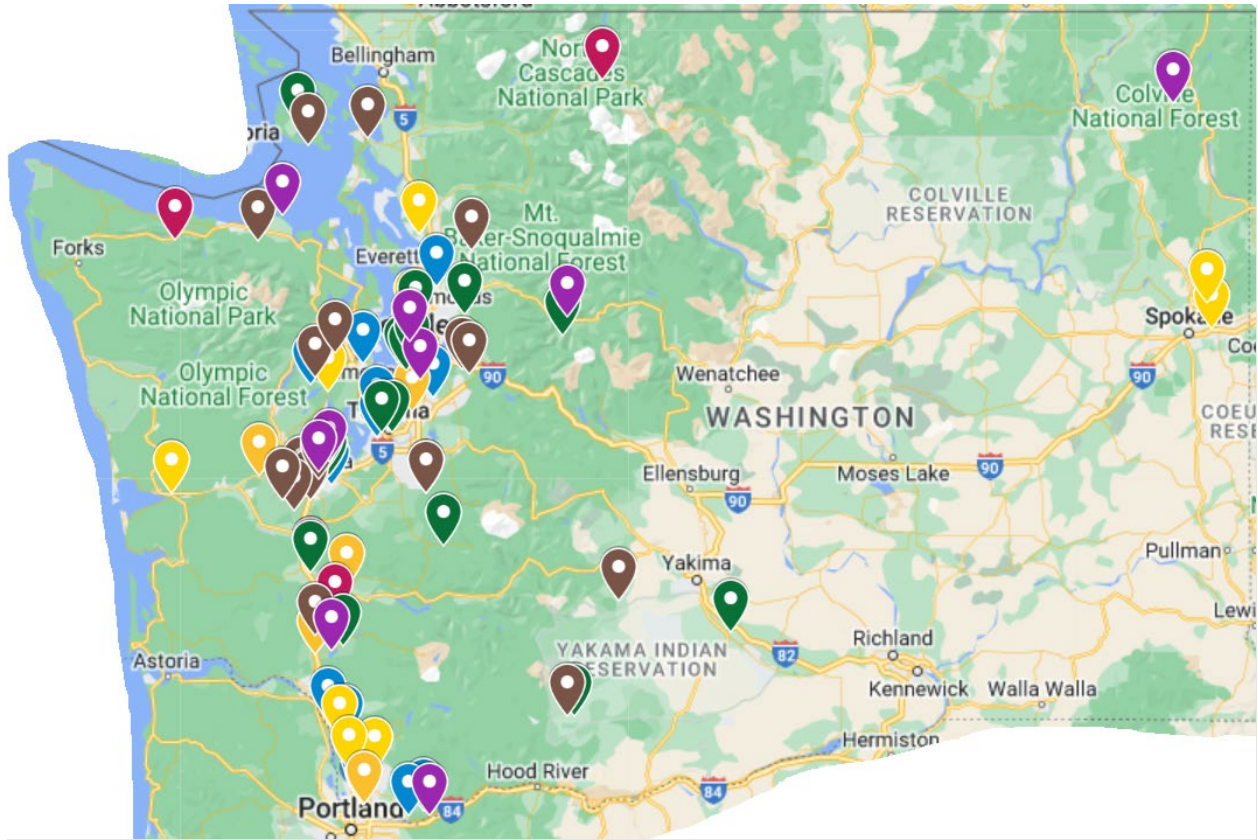 Bellingham
North
Cascades
National Park
5
Colville
National Forest
oria
COLVILLE
RESERVATION
Forks
Mt.
Baker-Snoqualmie
National Forest
Everett
Olympic
National Park
Spokane
Olympic
National Forest
90
90
Wenatchee
WASHINGTON
5
Ellensburg
Moses Lake
90
90
Pullman
Yakima
YAKAMA INDIAN
RESERVATION
82
Richland
Kennewick
Walla Walla
Astoria
Hermiston
Hood River
84
84
Portland